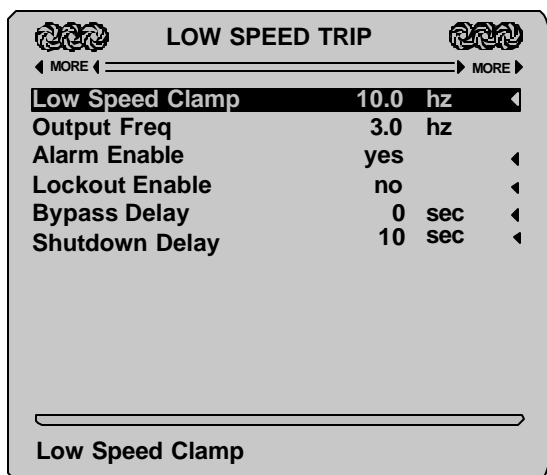 LOW SPEED TRIP
MORE MORE
Low Speed Clamp 10.0 hz
Output Freq 3.0 hz
Alarm Enable yes
Lockout Enable no
Bypass Delay 0 sec
Shutdown Delay 10 sec
Low Speed Clamp